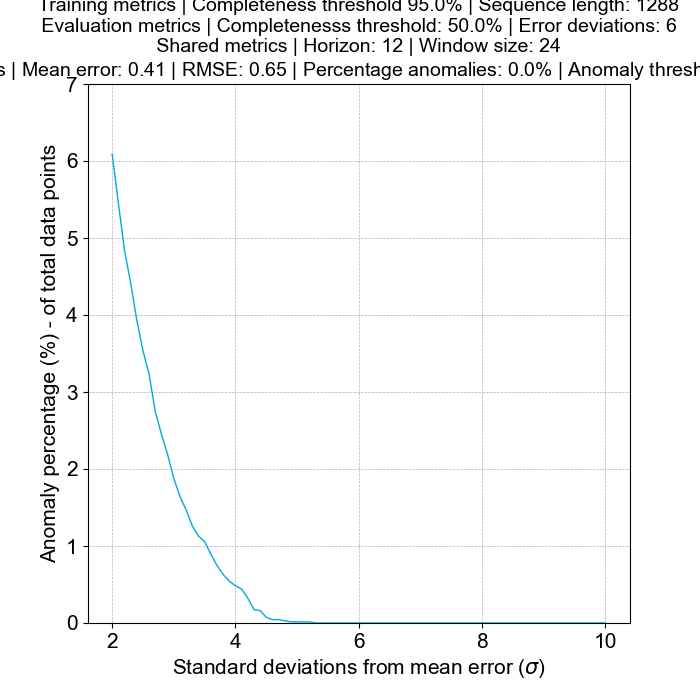 Training metrics | Completeness threshold 95.0% | Sequence length: 1288
Evaluation metrics | Completenesss threshold: 50.0% | Error deviations: 6
Shared metrics | Horizon: 12 | Window size: 24
s | Mean error: 0.41 | RMSE: 0.65 | Percentage anomalies: 0.0% | Anomaly thresh
7
6
5
4
3
2
1
0
Anomaly percentage (%) - of total data points
2 4 6 8 10
Standard deviations from mean error (σ)